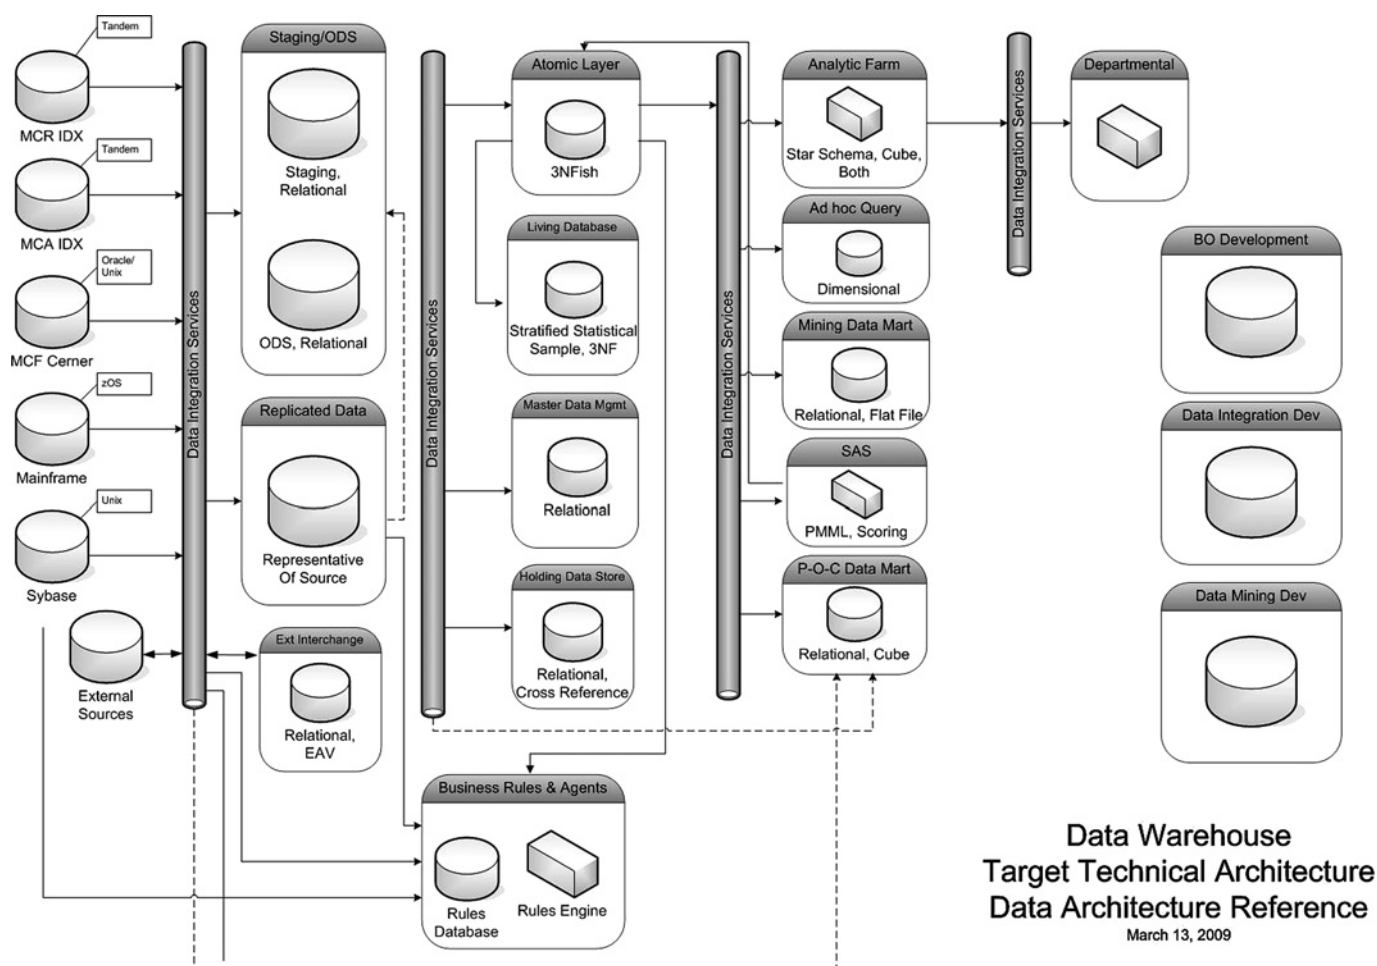 Tandem
MCR IDX
Tandem
MCA IDX
Oracle/
Unix
MCF Cerner
zOS
Mainframe
Unix
Sybase
External
Sources
Data Integration Services
Staging/ODS
Staging,
Relational
ODS, Relational
Replicated Data
Representative
Of Source
Ext Interchange
Relational,
EAV
Data Integration Services
Atomic Layer
3NFish
Living Database
Stratified Statistical
Sample, 3NF
Master Data Mgmt
Relational
Holding Data Store
Relational,
Cross Reference
Business Rules & Agents
Rules
Database
Rules Engine
Data Integration Services
Analytic Farm
Star Schema, Cube,
Both
Ad hoc Query
Dimensional
Mining Data Mart
Relational, Flat File
SAS
PMML, Scoring
P-O-C Data Mart
Relational, Cube
Data Integration Services
Departmental
BO Development
Data Integration Dev
Data Mining Dev
Data Warehouse
Target Technical Architecture
Data Architecture Reference
March 13, 2009